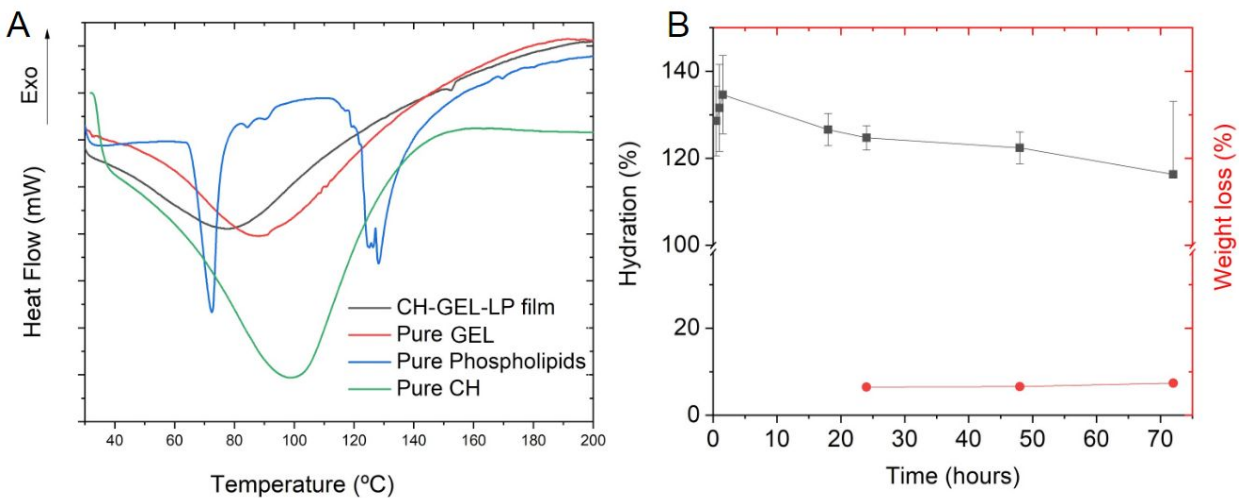 A
Exo
Heat Flow (mW)
CH-GEL-LP film
Pure GEL
Pure Phospholipids
Pure CH
40 60 80 100 120 140 160 180 200
Temperature (ºC)
B
Hydration (%)
140
120
100
20
0
0 10 20 30 40 50 60 70
Time (hours)
Weight loss (%)